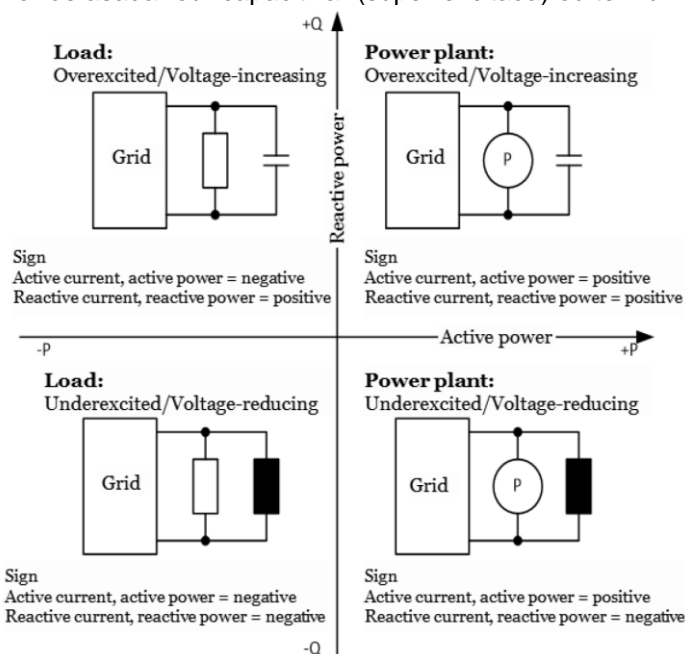 +Q
Load:
Overexcited/Voltage-increasing
Grid
Sign
Active current, active power = negative
Reactive current, reactive power = positive
Reactive power
Power plant:
Overexcited/Voltage-increasing
Grid
P
Sign
Active current, active power = positive
Reactive current, reactive power = positive
-P
Active power
+P
Load:
Underexcited/Voltage-reducing
Grid
Sign
Active current, active power = negative
Reactive current, reactive power = negative
Power plant:
Underexcited/Voltage-reducing
Grid
P
Sign
Active current, active power = positive
Reactive current, reactive power = negative
-Q